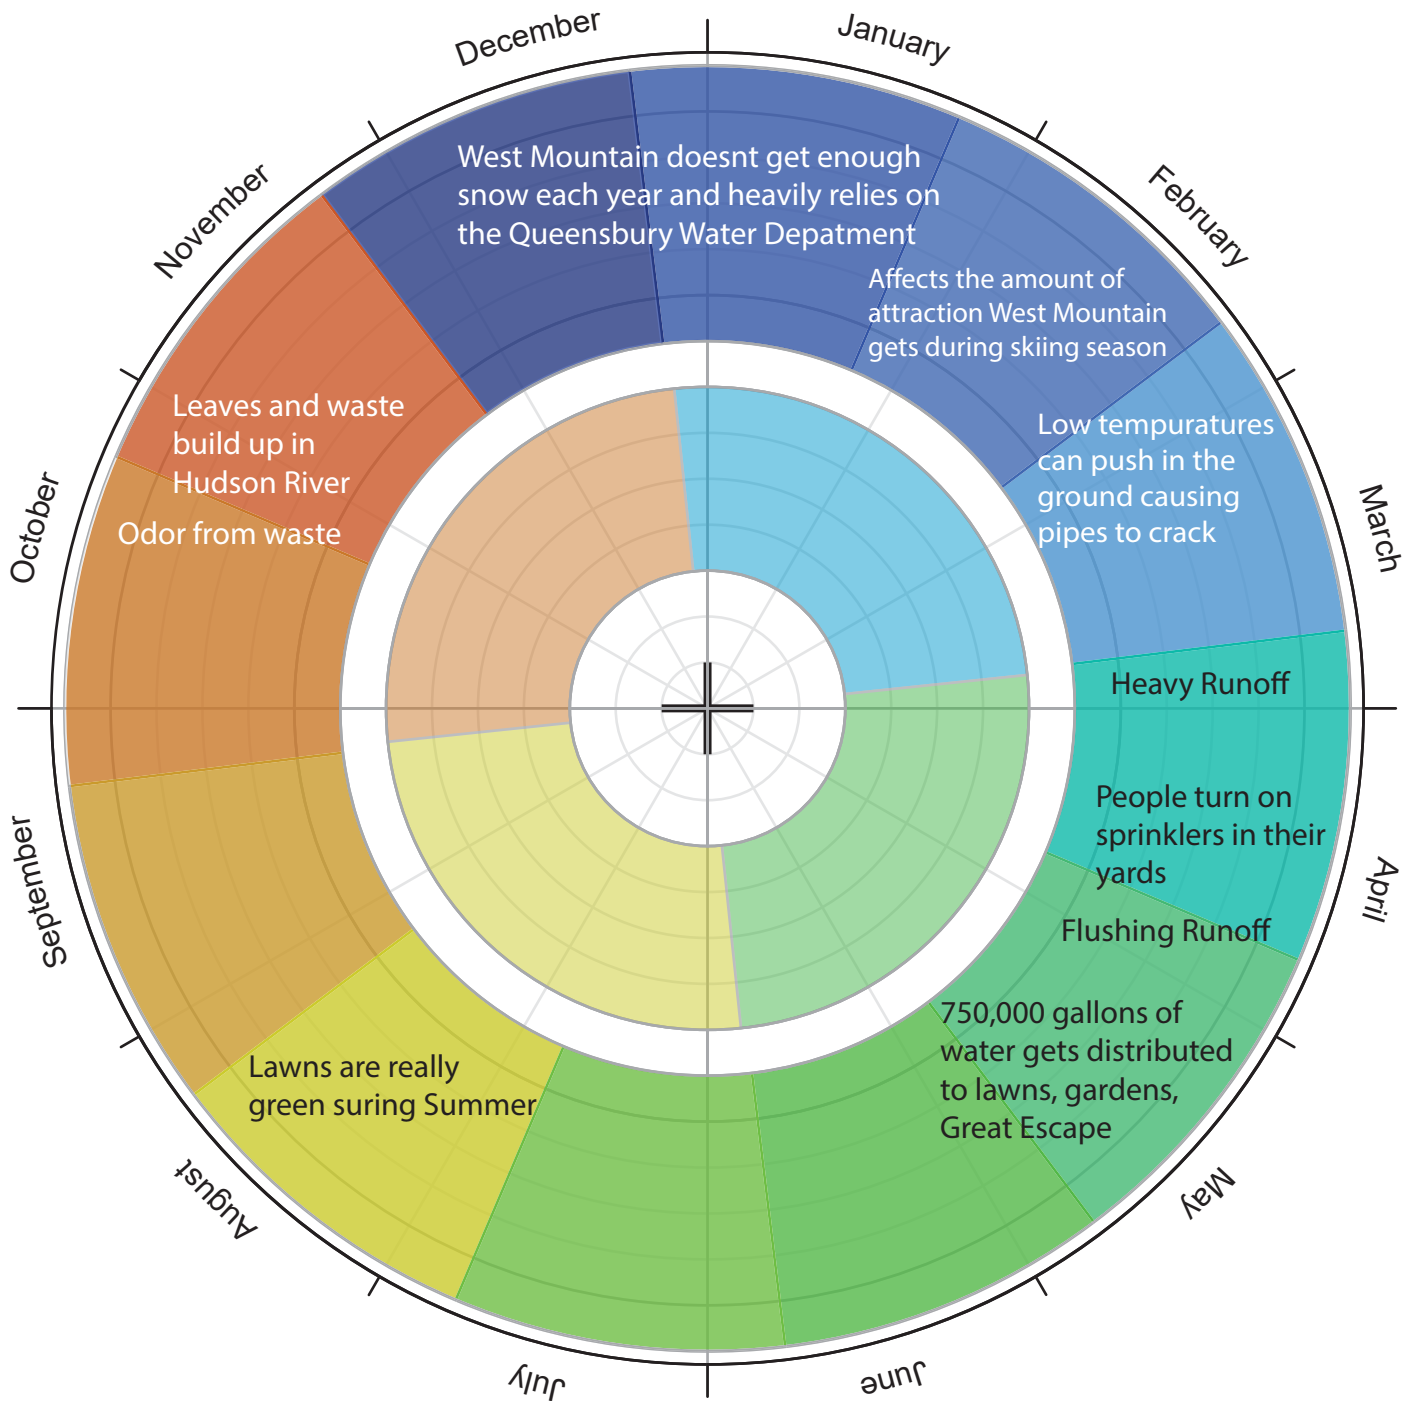 December
January
February
March
April
May
June
July
August
September
October
November
West Mountain doesnt get enough
snow each year and heavily relies on
the Queensbury Water Depatment
Affects the amount of
attraction West Mountain
gets during skiing season
Low tempuratures
can push in the
ground causing
pipes to crack
Heavy Runoff
People turn on
sprinklers in their
yards
Flushing Runoff
750,000 gallons of
water gets distributed
to lawns, gardens,
Great Escape
Lawns are really
green suring Summer
Leaves and waste
build up in
Hudson River
Odor from waste